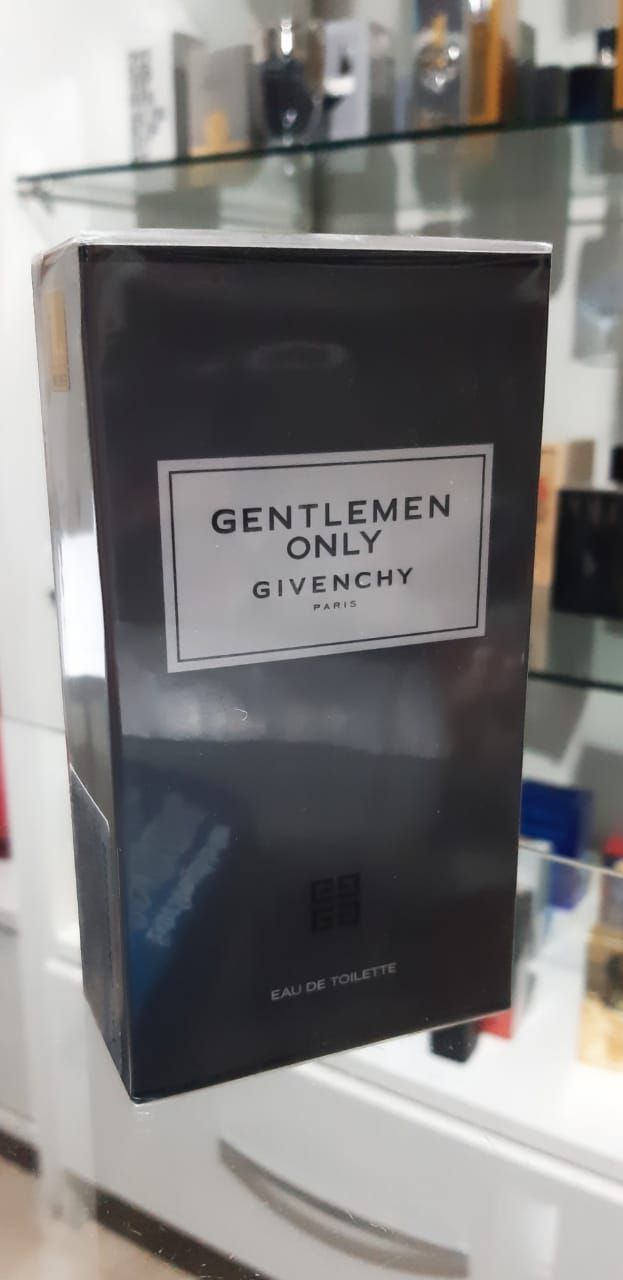 GENTLEMEN
ONLY
GIVENCHY
PARIS
EAU DE TOILETTE